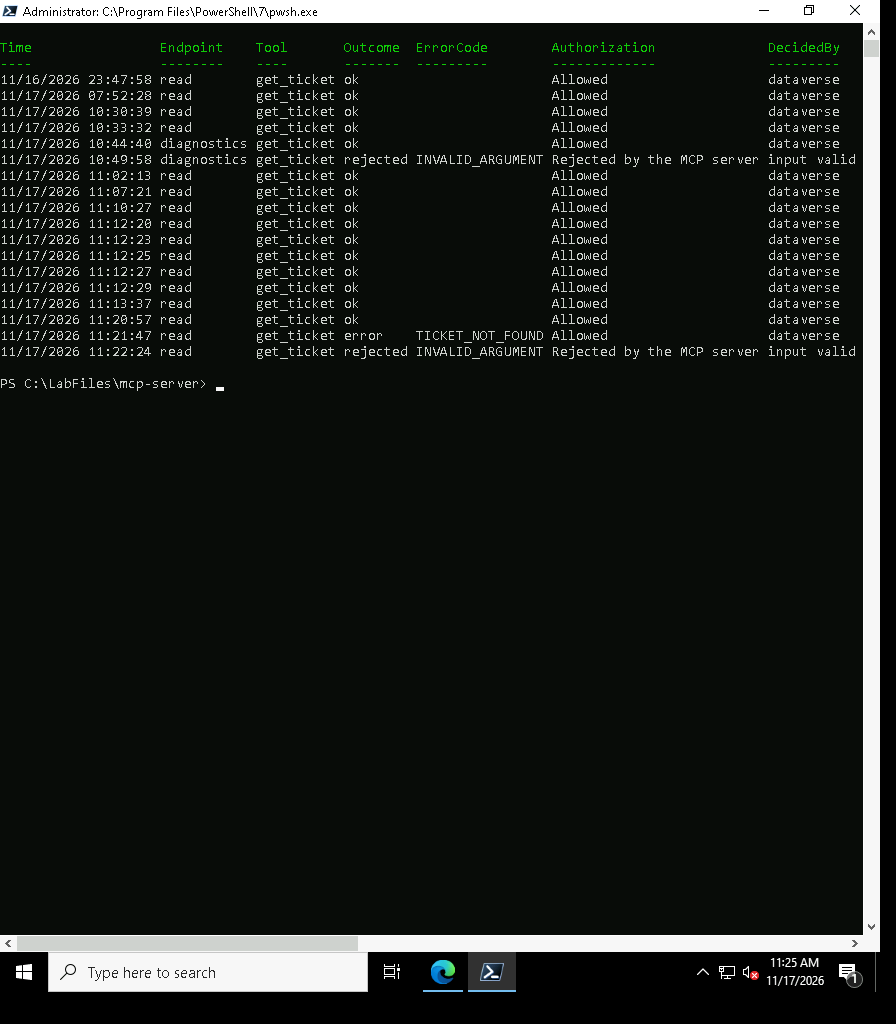 Administrator: C:\Program Files\PowerShell\7\pwsh.exe
Time Endpoint Tool Outcome ErrorCode Authorization DecidedBy
---- -------- ---- ------- --------- ------------- ---------
11/16/2026 23:47:58 read get_ticket ok Allowed dataverse
11/17/2026 07:52:28 read get_ticket ok Allowed dataverse
11/17/2026 10:30:39 read get_ticket ok Allowed dataverse
11/17/2026 10:33:32 read get_ticket ok Allowed dataverse
11/17/2026 10:44:40 diagnostics get_ticket ok Allowed dataverse
11/17/2026 10:49:58 diagnostics get_ticket rejected INVALID_ARGUMENT Rejected by the MCP server input valid
11/17/2026 11:02:13 read get_ticket ok Allowed dataverse
11/17/2026 11:07:21 read get_ticket ok Allowed dataverse
11/17/2026 11:10:27 read get_ticket ok Allowed dataverse
11/17/2026 11:12:20 read get_ticket ok Allowed dataverse
11/17/2026 11:12:23 read get_ticket ok Allowed dataverse
11/17/2026 11:12:25 read get_ticket ok Allowed dataverse
11/17/2026 11:12:27 read get_ticket ok Allowed dataverse
11/17/2026 11:12:29 read get_ticket ok Allowed dataverse
11/17/2026 11:13:37 read get_ticket ok Allowed dataverse
11/17/2026 11:20:57 read get_ticket ok Allowed dataverse
11/17/2026 11:21:47 read get_ticket error TICKET_NOT_FOUND Allowed dataverse
11/17/2026 11:22:24 read get_ticket rejected INVALID_ARGUMENT Rejected by the MCP server input valid
PS C:\LabFiles\mcp-server>
Type here to search
11:25 AM
11/17/2026
1